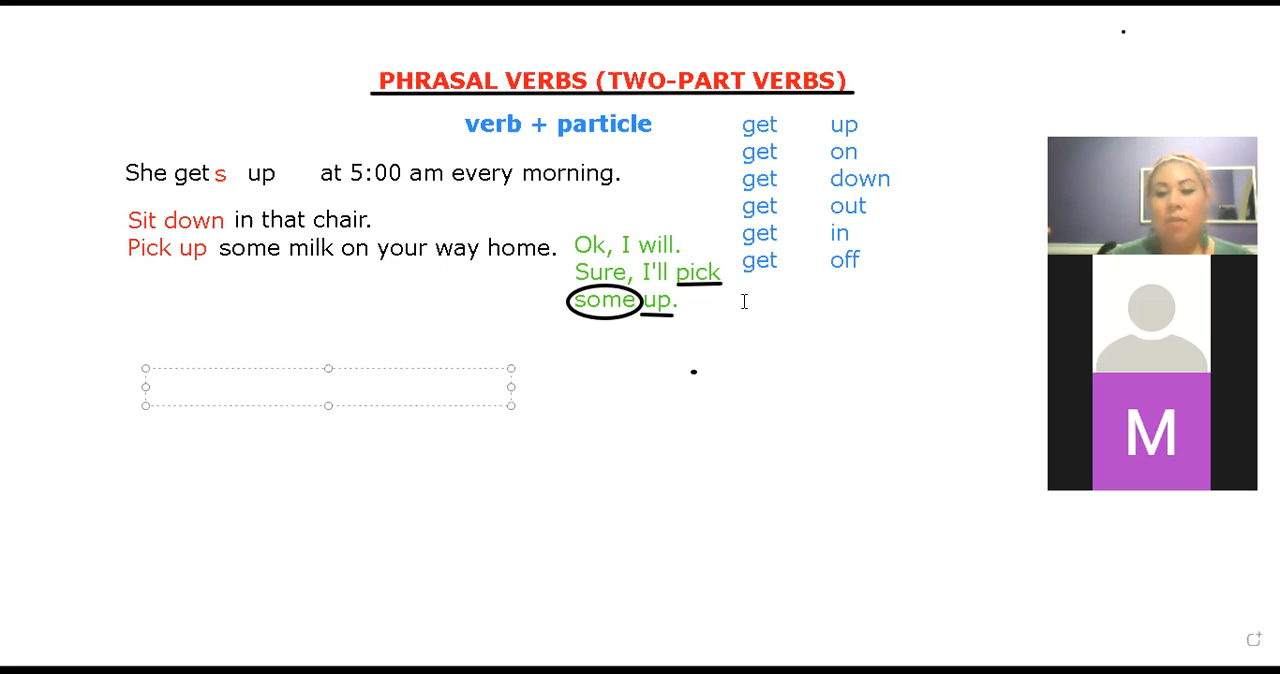 PHRASAL VERBS (TWO-PART VERBS)
verb + particle
She gets up at 5:00 am every morning.
Sit down in that chair.
Pick up some milk on your way home.
Ok, I will.
Sure, I'll pick
some up.
get up
get on
get down
get out
get in
get off
M